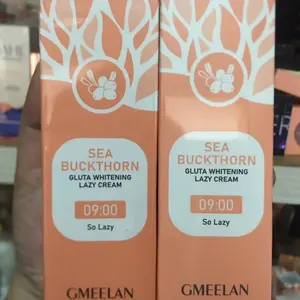 SEA
BUCKTHORN
GLUTA WHITENING
LAZY CREAM
09:00
So Lazy
GMEELAN
SEA
BUCKTHORN
GLUTA WHITENING
LAZY CREAM
09:00
So Lazy
GMEELAN